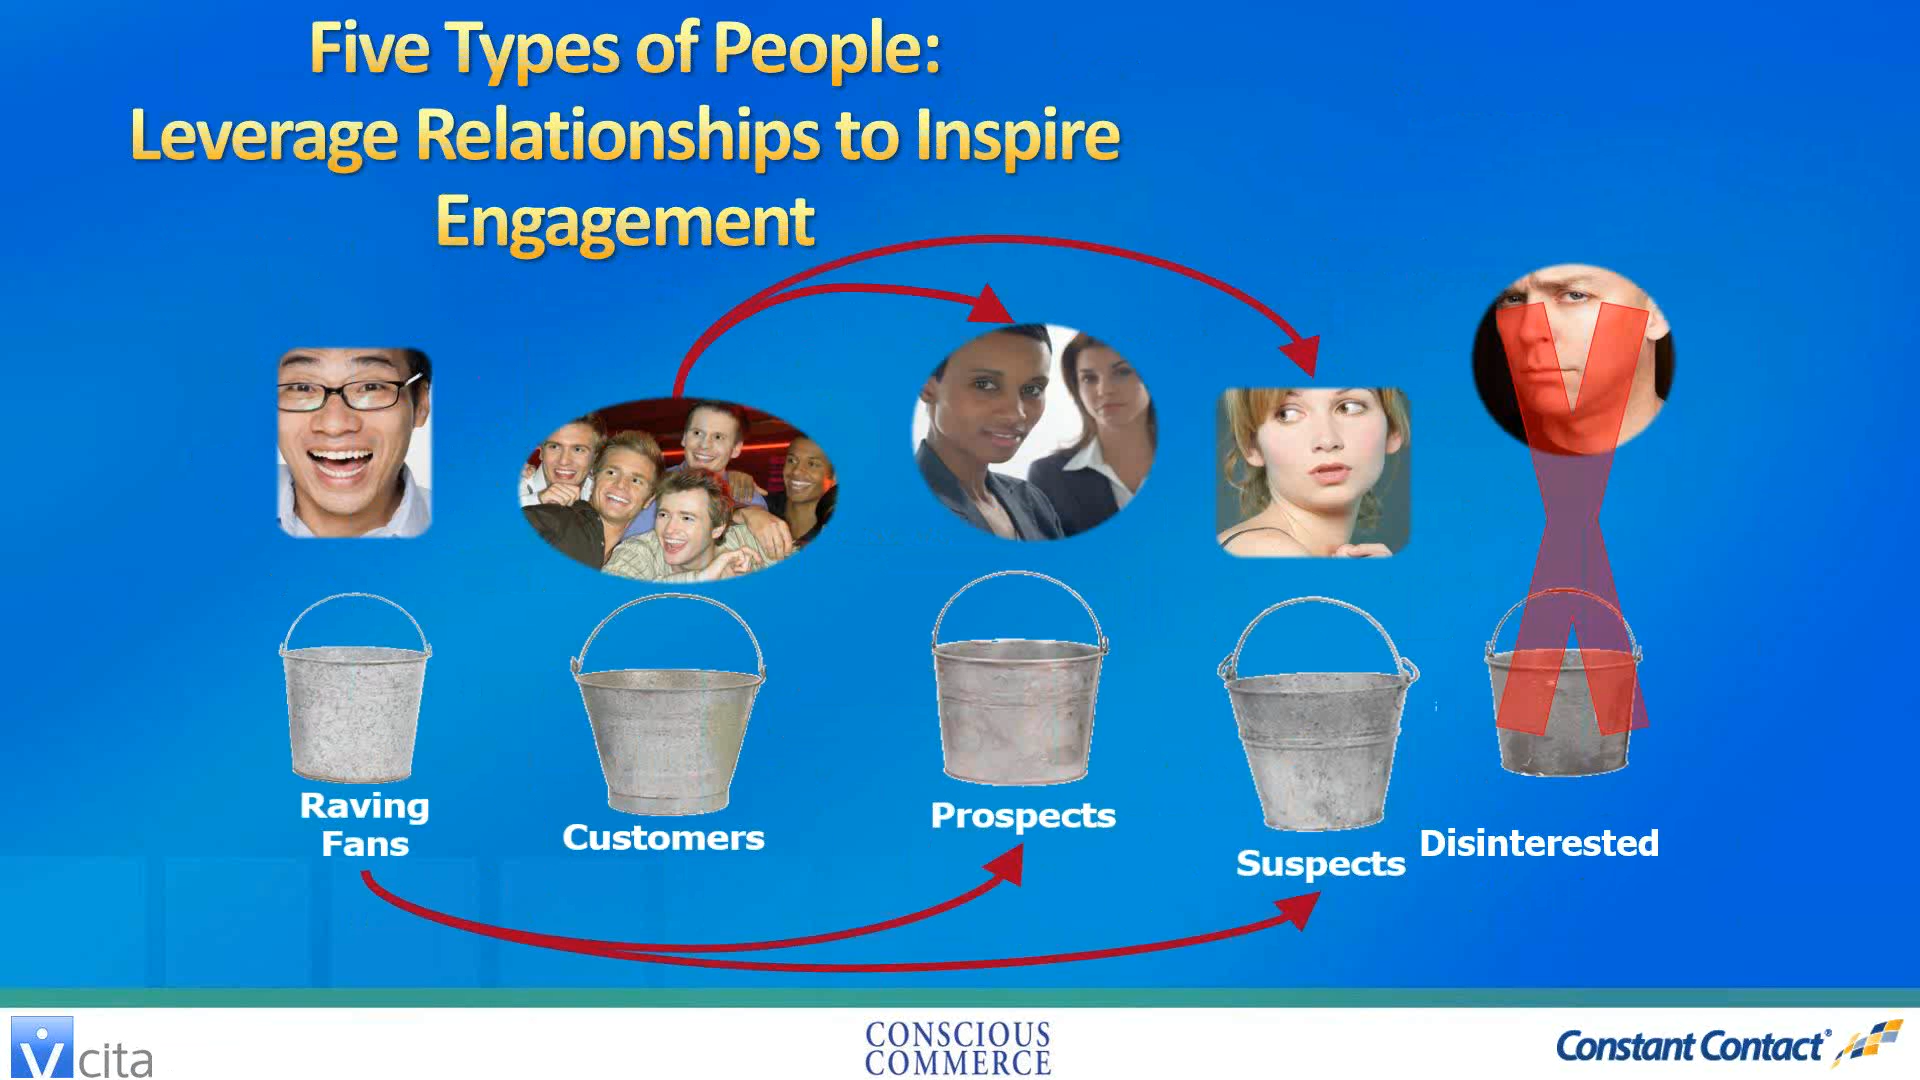 Five Types of People:
Leverage Relationships to Inspire
Engagement
Raving
Fans
Customers
Prospects
Suspects
Disinterested
vcita
CONSCIOUS
COMMERCE
Constant Contact®